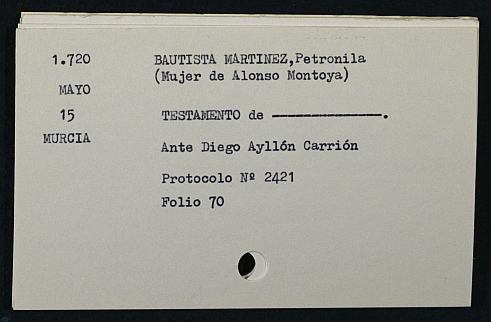 1.720 BAUTISTA MARTINEZ,Petronila
(Mujer de Alonso Montoya)
MAYO
15 TESTAMENTO de ---------------.
MURCIA
Ante Diego Ayllón Carrión
Protocolo Nº 2421
Folio 70